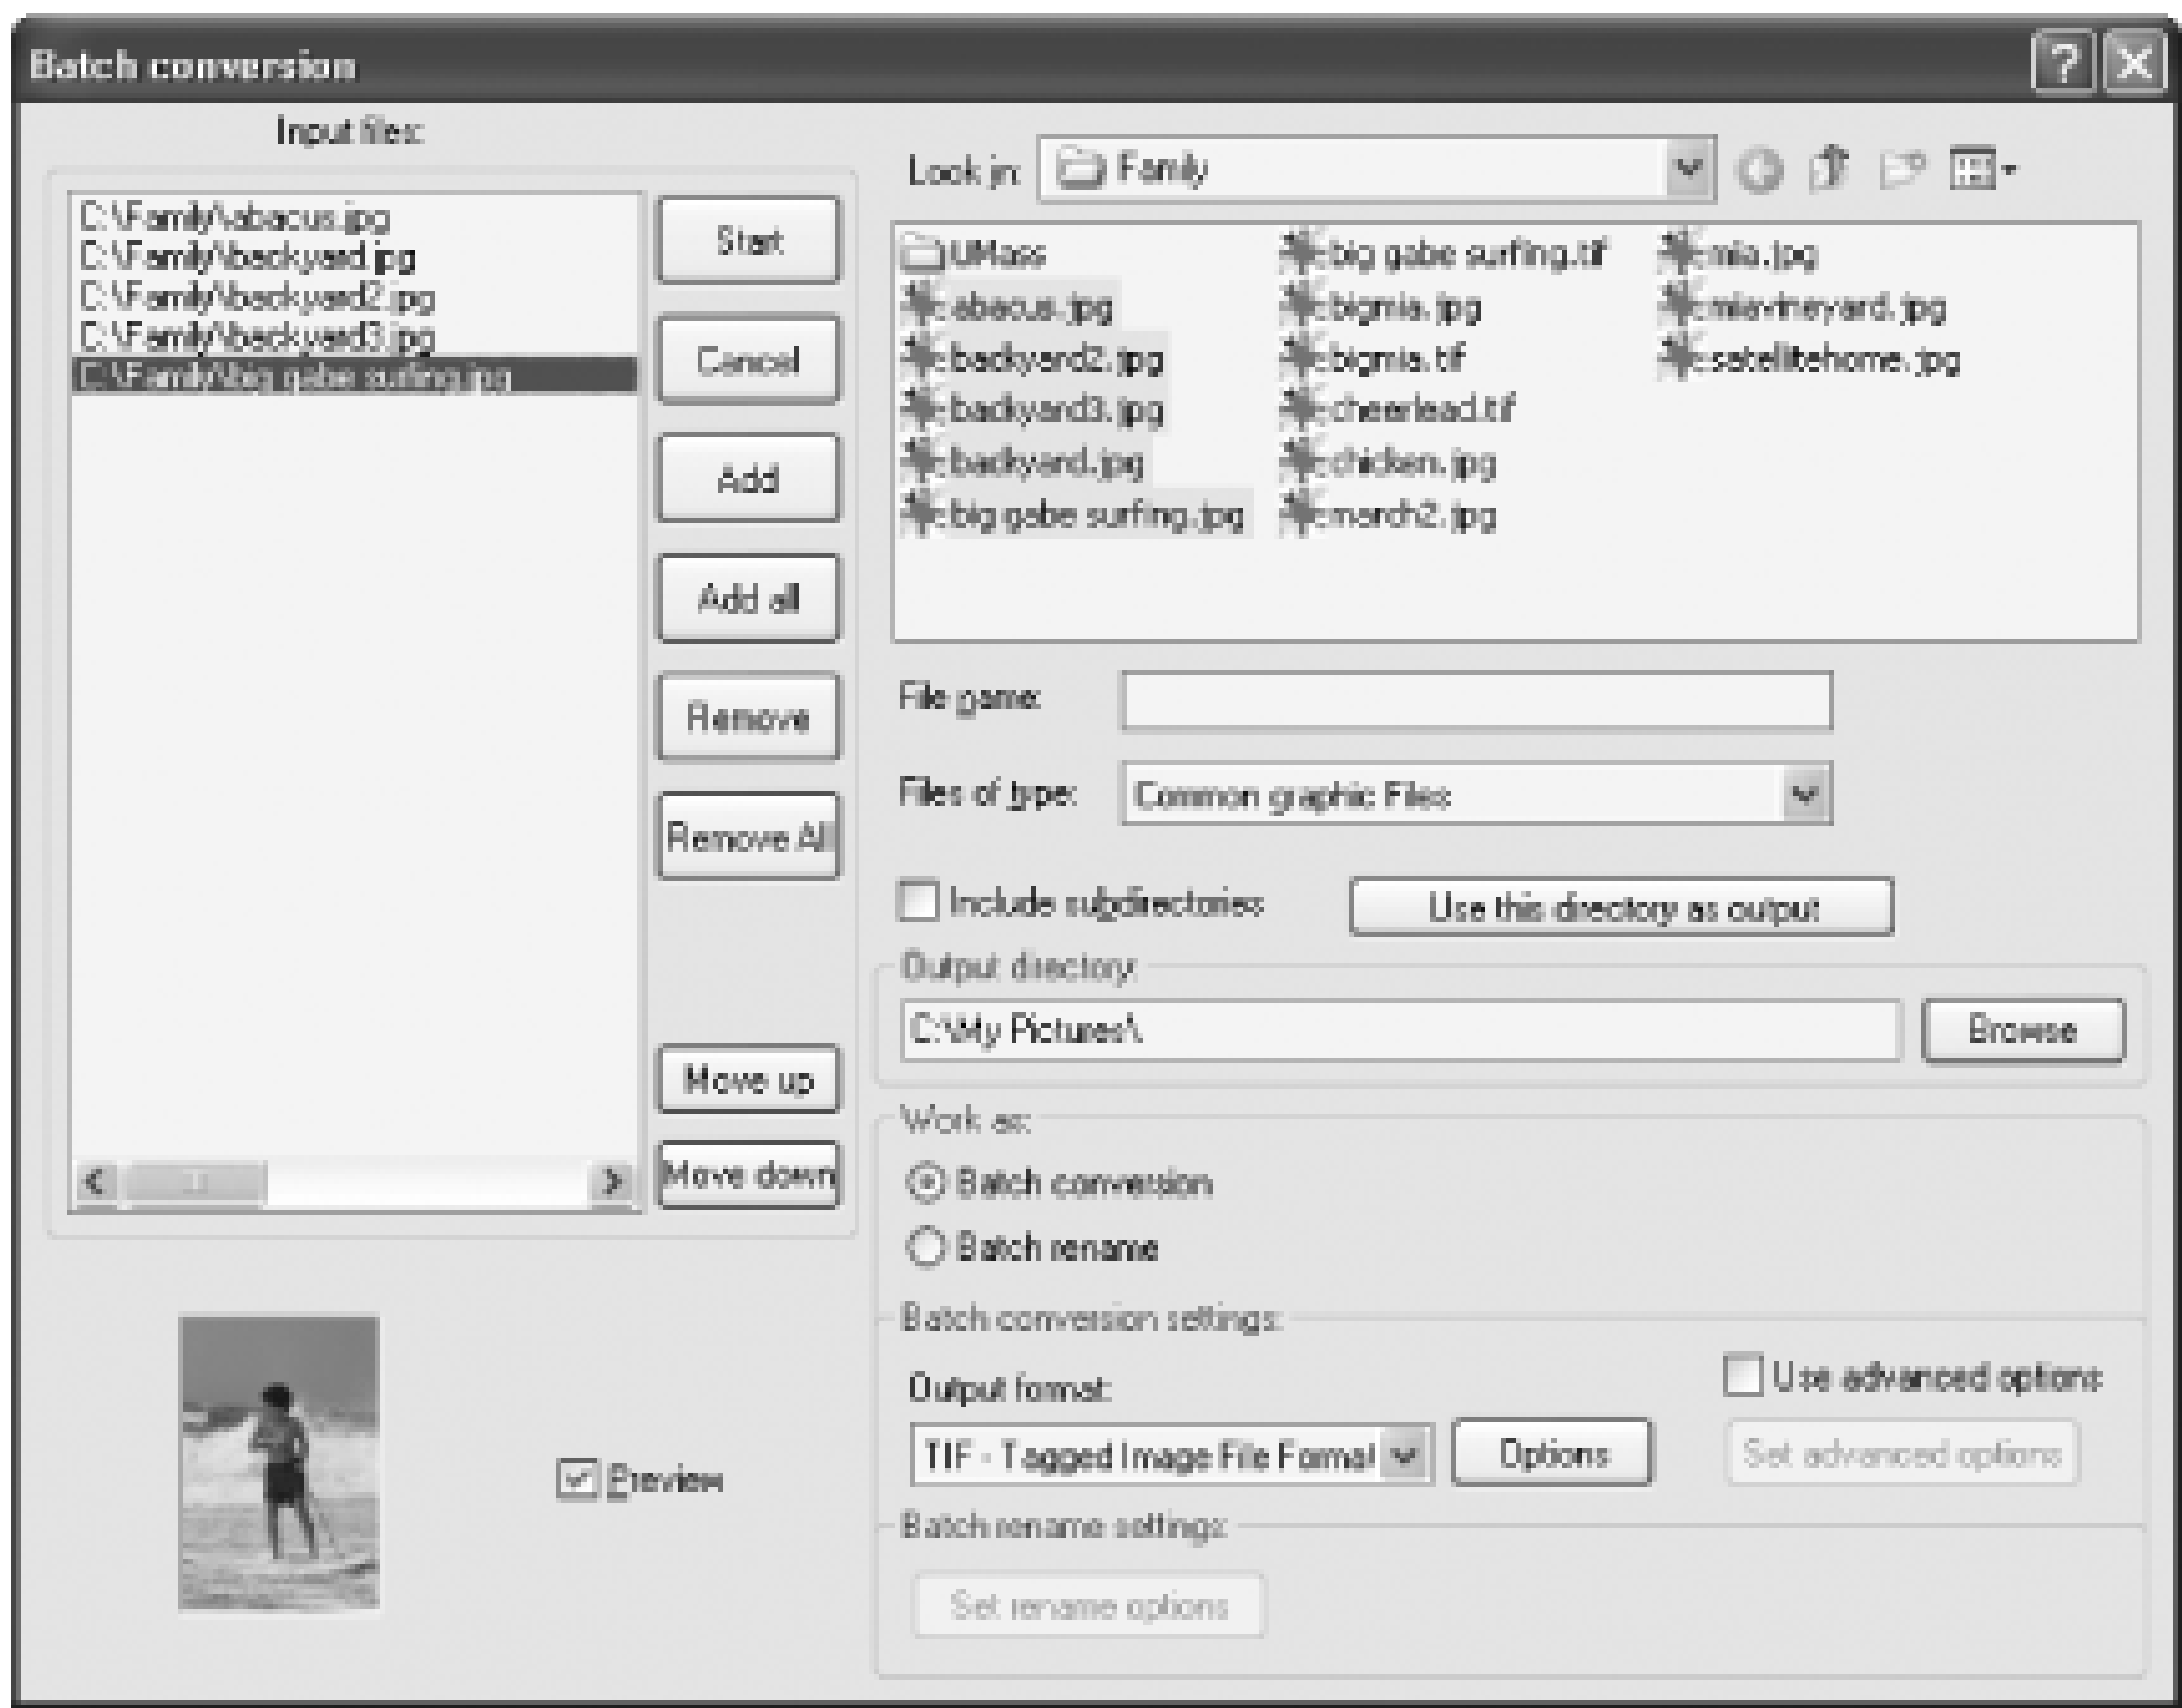 Batch conversion
Input files:
C:\Family\abacus.jpg
C:\Family\backyard.jpg
C:\Family\backyard2.jpg
C:\Family\backyard3.jpg
C:\Family\big gabe surfing.jpg
Start
Cancel
Add
Add all
Remove
Remove All
Move up
Move down
Preview
Look in:
Family
UMass
abacus.jpg
backyard2.jpg
backyard3.jpg
backyard.jpg
big gabe surfing.jpg
big gabe surfing.tif
bigmia.jpg
bigmia.tif
cheerlead.tif
chicken.jpg
march2.jpg
mia.jpg
miavineyard.jpg
satellitehome.jpg
File name:
Files of type:
Common graphic Files
Include subdirectories
Use this directory as output
Output directory:
C:\My Pictures\
Browse
Work as:
Batch conversion
Batch rename
Batch conversion settings:
Output format:
Use advanced options
TIF - Tagged Image File Format
Options
Set advanced options
Batch rename settings:
Set rename options